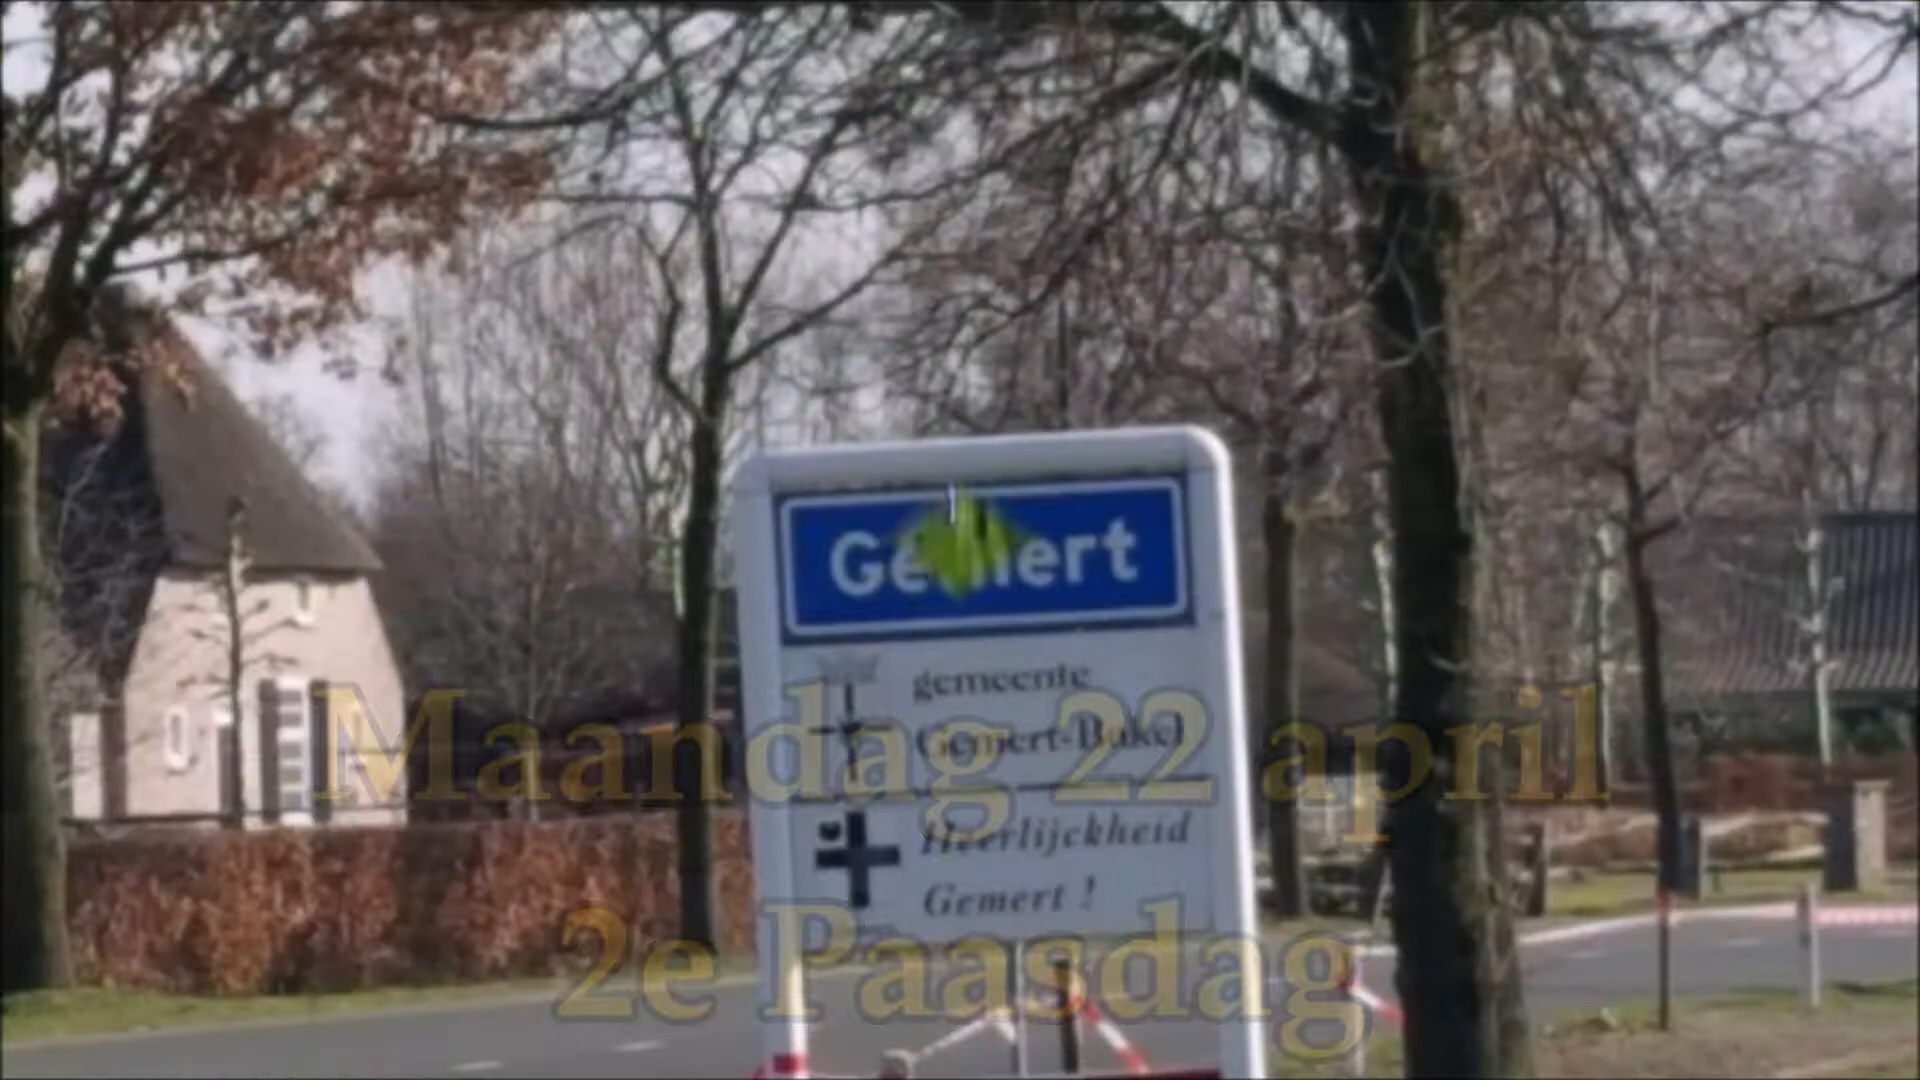 Gemert
gemeente
Gemert-Bakel
Heerlijckheid
Gemert !
Maandag 22 april
2e Paasdag